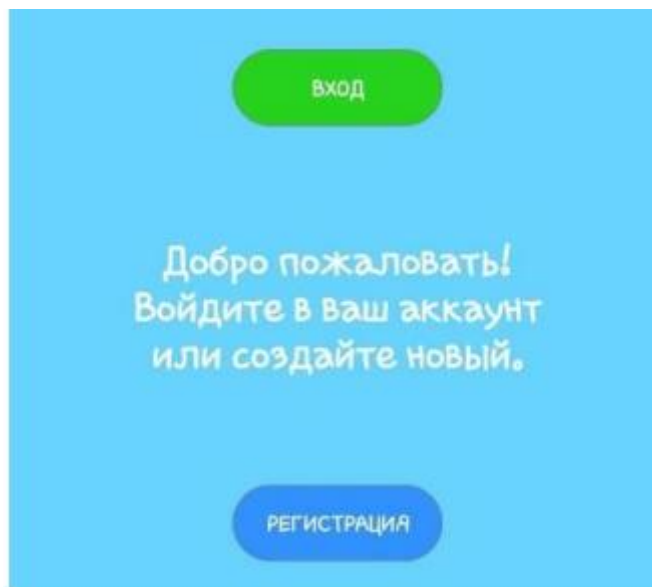 ВХОД
Добро пожаловать!
Войдите в ваш аккаунт
или создайте новый.
РЕГИСТРАЦИЯ